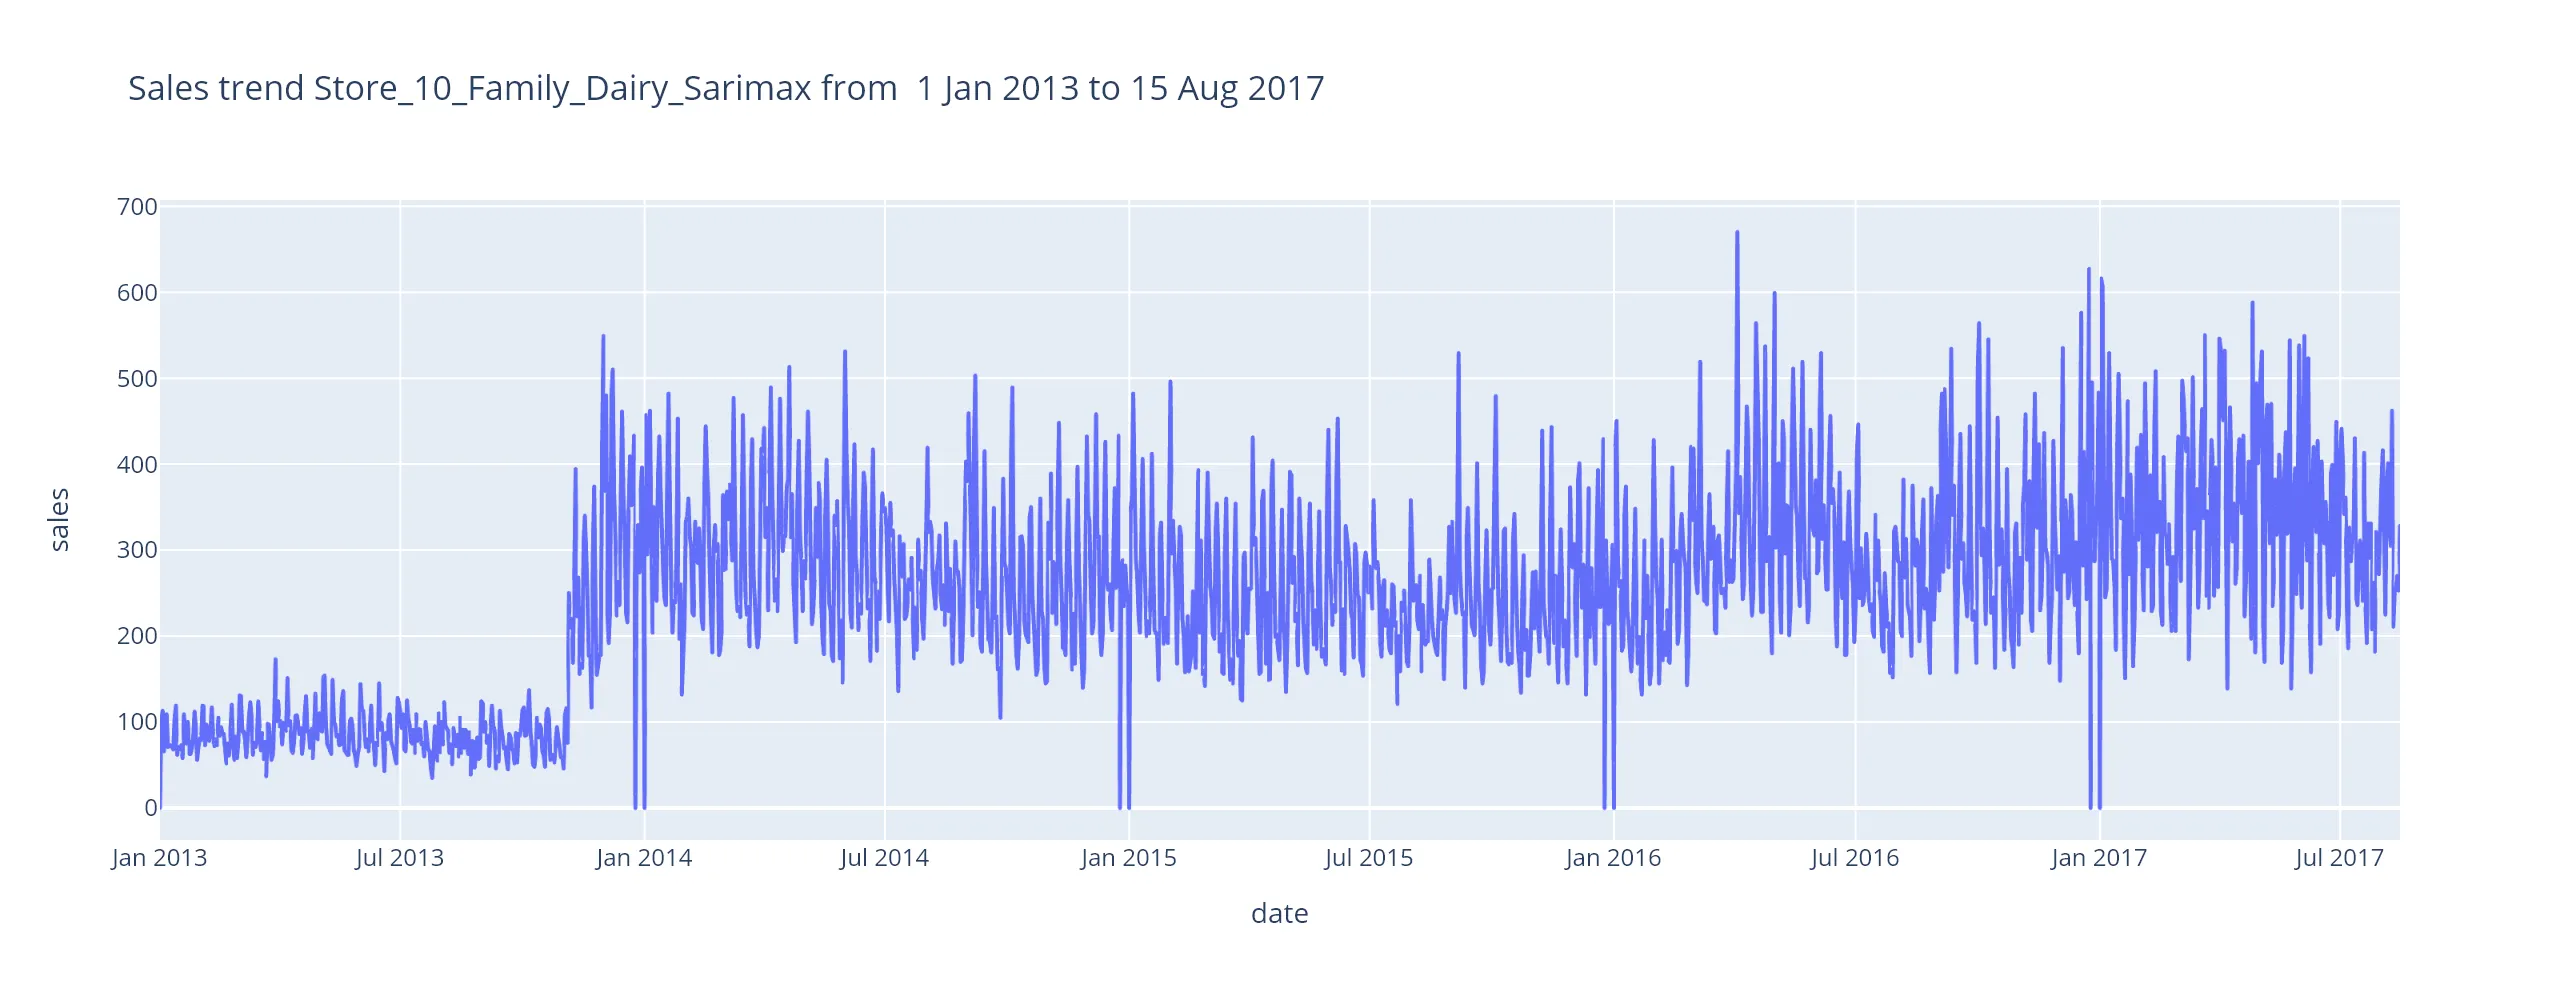 Sales trend Store_10_Family_Dairy_Sarimax from  1 Jan 2013 to 15 Aug 2017
700
600
500
400
300
200
100
0
sales
Jan 2013 Jul 2013 Jan 2014 Jul 2014 Jan 2015 Jul 2015 Jan 2016 Jul 2016 Jan 2017 Jul 2017
date